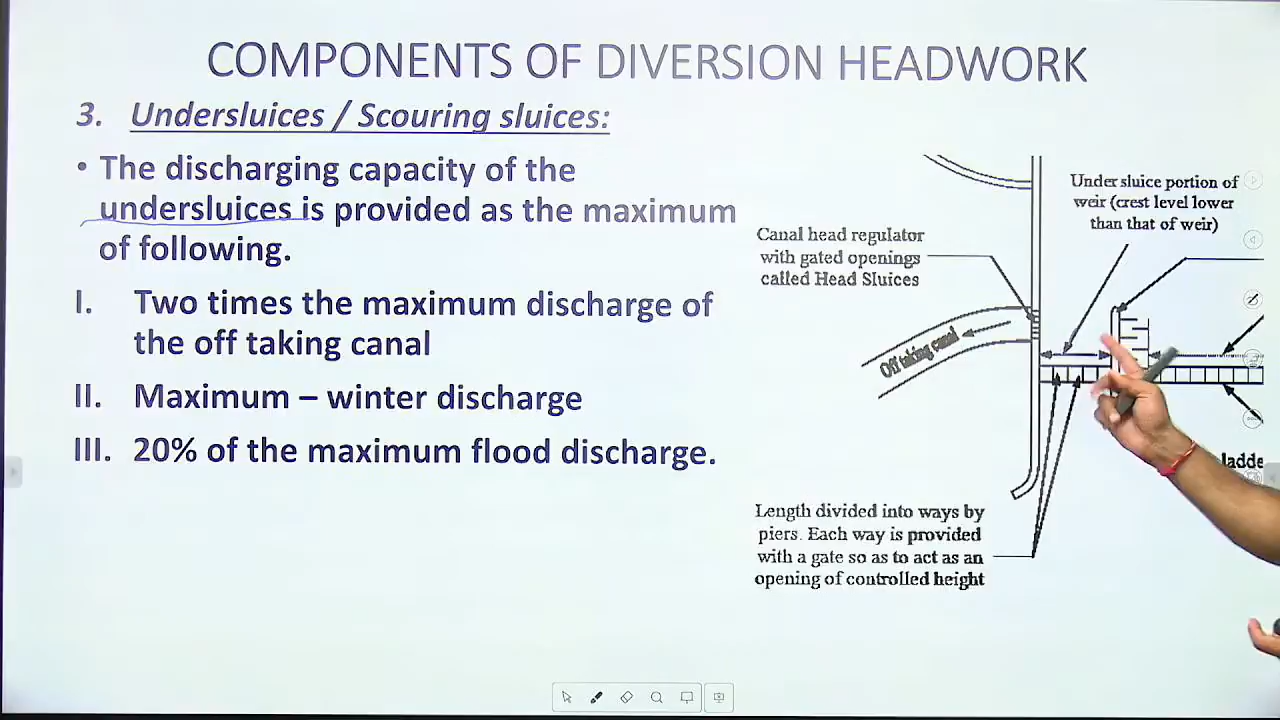 COMPONENTS OF DIVERSION HEADWORK
3. Undersluices / Scouring sluices:
• The discharging capacity of the
undersluices is provided as the maximum
of following.
I. Two times the maximum discharge of
the off taking canal
II. Maximum – winter discharge
III. 20% of the maximum flood discharge.
Under sluice portion of
weir (crest level lower
than that of weir)
Canal head regulator
with gated openings
called Head Sluices
Off taking canal
Length divided into ways by
piers. Each way is provided
with a gate so as to act as an
opening of controlled height